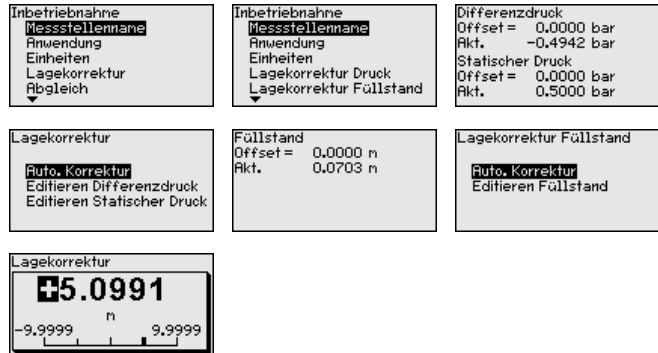 Inbetriebnahme
Messstellenname
Anwendung
Einheiten
Lagekorrektur
Abgleich
Inbetriebnahme
Messstellenname
Anwendung
Einheiten
Lagekorrektur Druck
Lagekorrektur Füllstand
Differenzdruck
Offset = 0.0000 bar
Akt. -0.4942 bar
Statischer Druck
Offset = 0.0000 bar
Akt. 0.5000 bar
Lagekorrektur
Auto. Korrektur
Editieren Differenzdruck
Editieren Statischer Druck
Füllstand
Offset = 0.0000 m
Akt. 0.0703 m
Lagekorrektur Füllstand
Auto. Korrektur
Editieren Füllstand
Lagekorrektur
+5.0991
m
-9.9999 9.9999